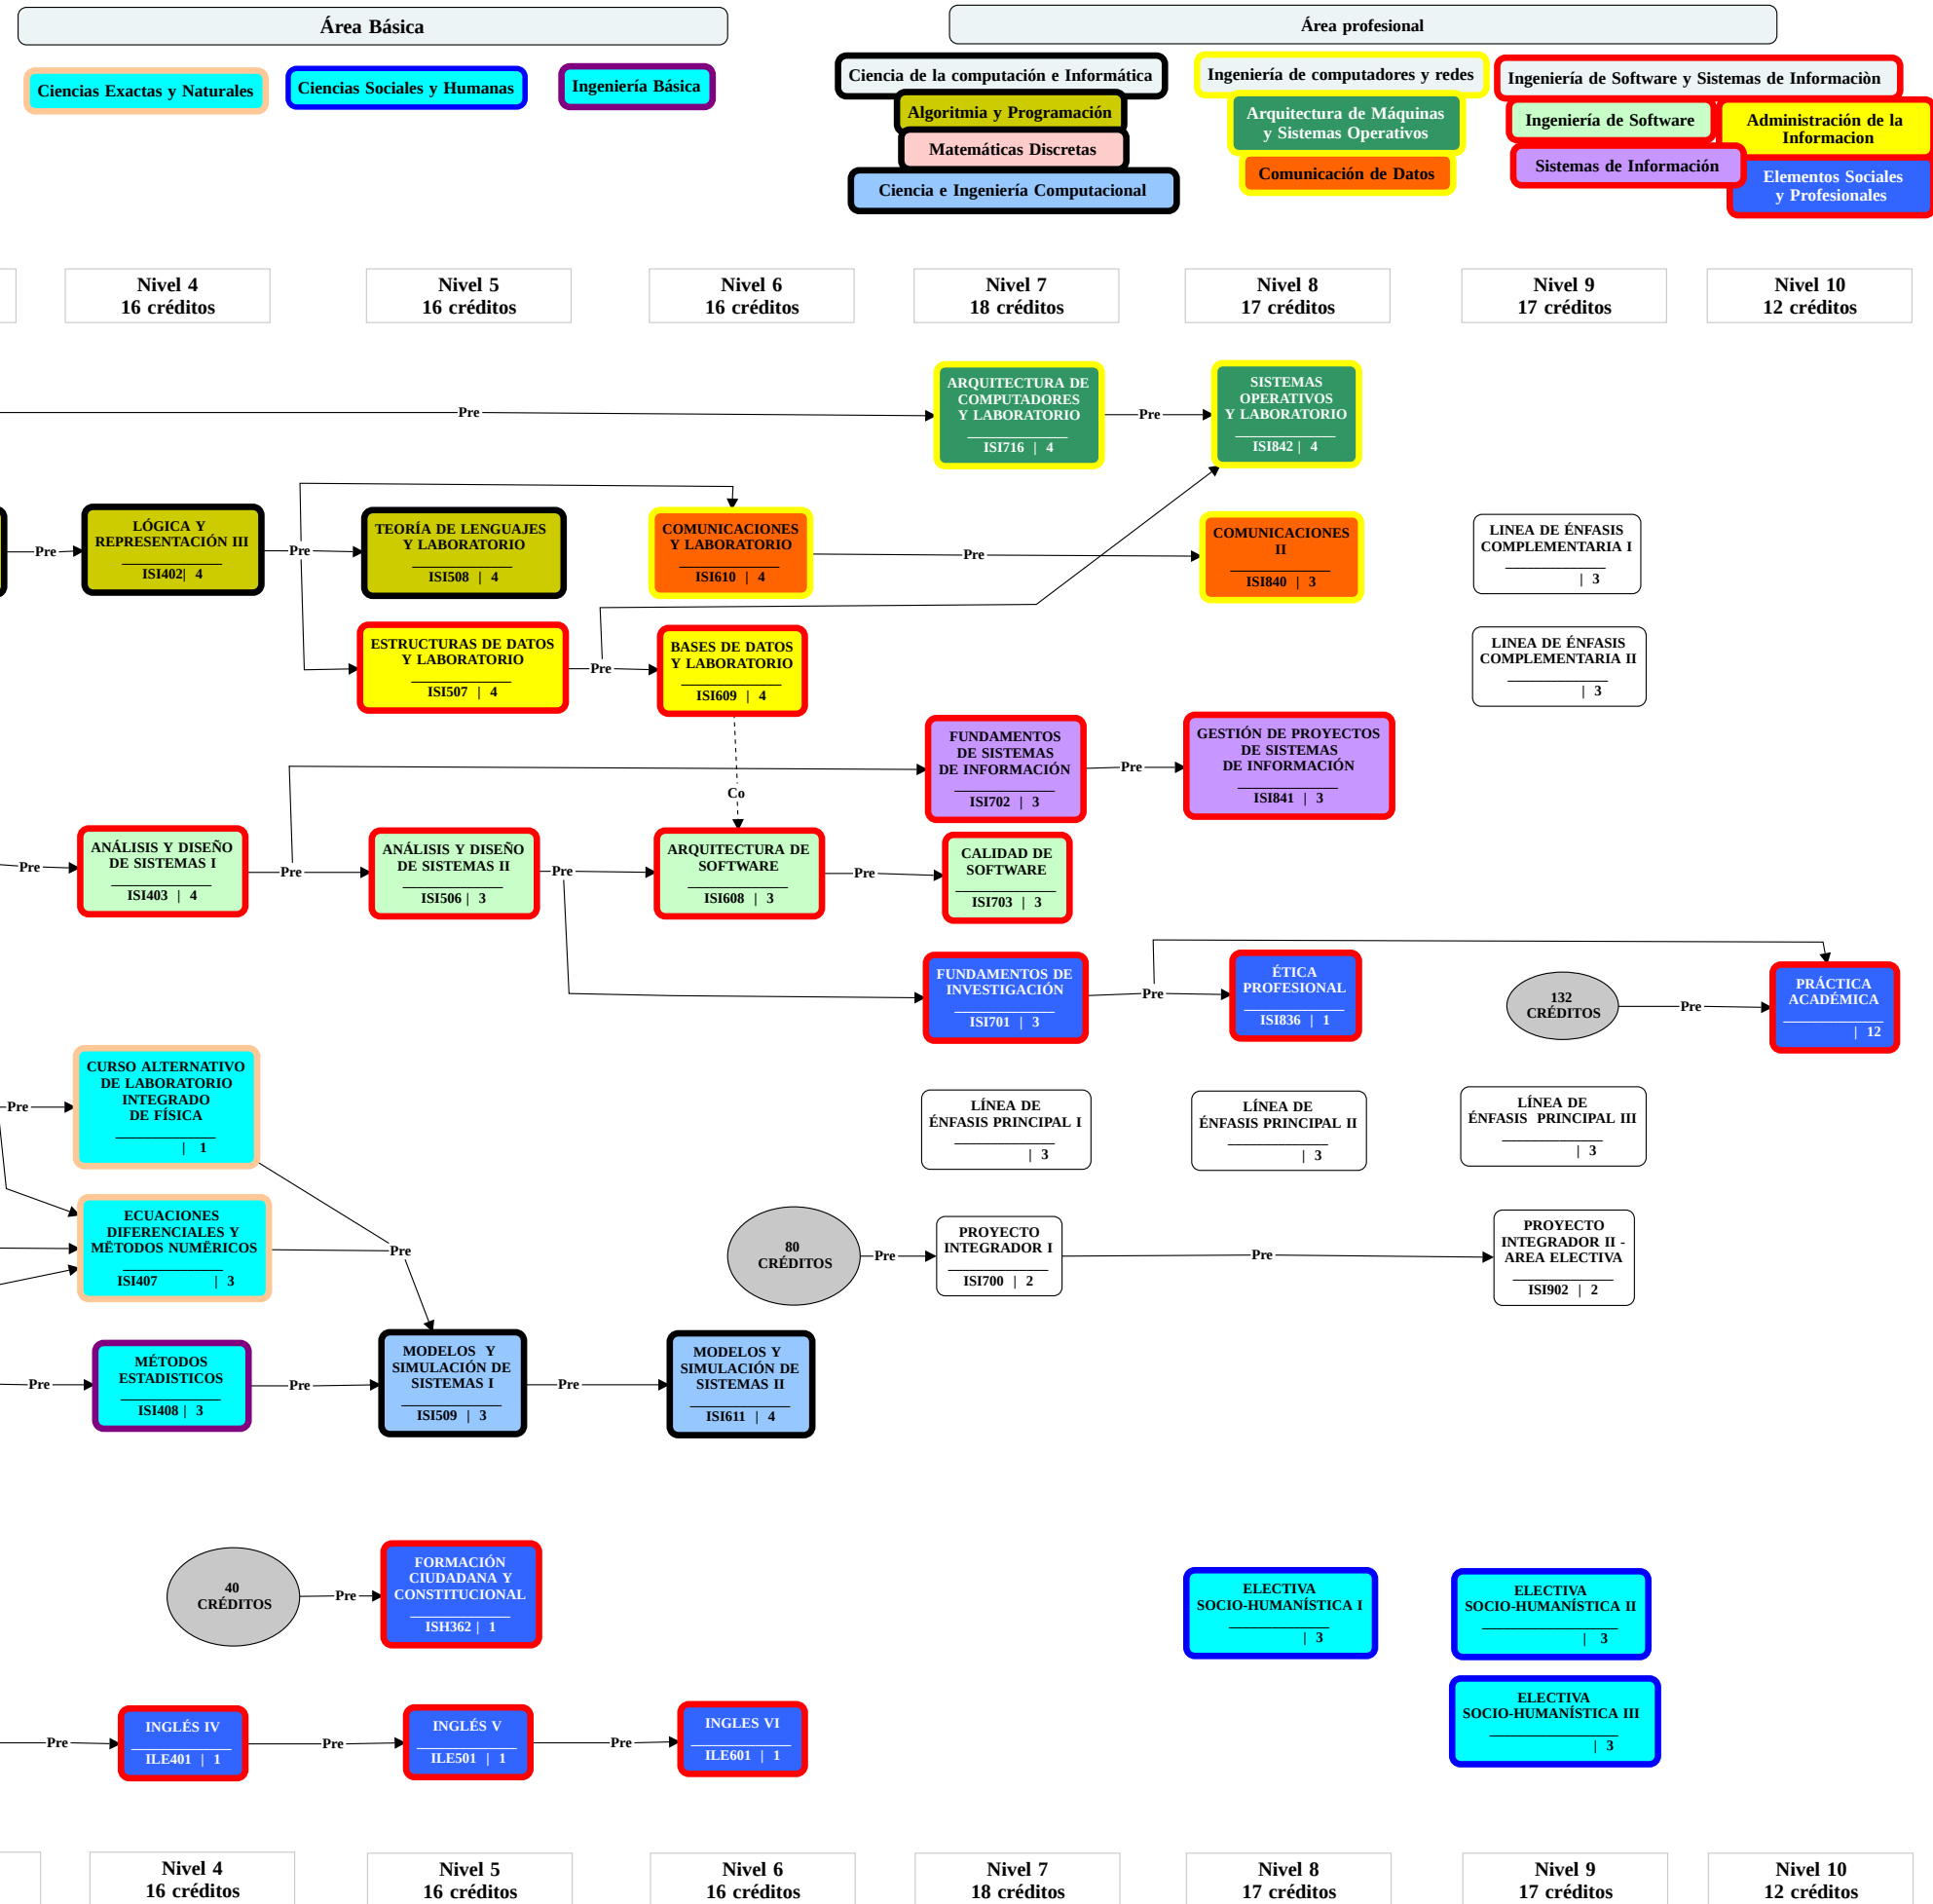 Área Básica
Área profesional
Ciencias Exactas y Naturales
Ciencias Sociales y Humanas
Ingeniería Básica
Ciencia de la computación e Informática
Algoritmia y Programación
Matemáticas Discretas
Ciencia e Ingeniería Computacional
Ingeniería de computadores y redes
Arquitectura de Máquinas
y Sistemas Operativos
Comunicación de Datos
Ingeniería de Software y Sistemas de Informaciòn
Ingeniería de Software
Administración de la
Informacion
Sistemas de Información
Elementos Sociales
y Profesionales
Nivel 4
16 créditos
Nivel 5
16 créditos
Nivel 6
16 créditos
Nivel 7
18 créditos
Nivel 8
17 créditos
Nivel 9
17 créditos
Nivel 10
12 créditos
Pre
ARQUITECTURA DE
COMPUTADORES
Y LABORATORIO
ISI716 | 4
Pre
SISTEMAS
OPERATIVOS
Y LABORATORIO
ISI842 | 4
Pre
LÓGICA Y
REPRESENTACIÓN III
ISI402| 4
Pre
TEORÍA DE LENGUAJES
Y LABORATORIO
ISI508 | 4
COMUNICACIONES
Y LABORATORIO
ISI610 | 4
Pre
COMUNICACIONES
II
ISI840 | 3
LINEA DE ÉNFASIS
COMPLEMENTARIA I
| 3
ESTRUCTURAS DE DATOS
Y LABORATORIO
ISI507 | 4
Pre
BASES DE DATOS
Y LABORATORIO
ISI609 | 4
LINEA DE ÉNFASIS
COMPLEMENTARIA II
| 3
FUNDAMENTOS
DE SISTEMAS
DE INFORMACIÓN
ISI702 | 3
Pre
GESTIÓN DE PROYECTOS
DE SISTEMAS
DE INFORMACIÓN
ISI841 | 3
Co
Pre
ANÁLISIS Y DISEÑO
DE SISTEMAS I
ISI403 | 4
Pre
ANÁLISIS Y DISEÑO
DE SISTEMAS II
ISI506 | 3
Pre
ARQUITECTURA DE
SOFTWARE
ISI608 | 3
Pre
CALIDAD DE
SOFTWARE
ISI703 | 3
FUNDAMENTOS DE
INVESTIGACIÓN
ISI701 | 3
Pre
ÉTICA
PROFESIONAL
ISI836 | 1
132
CRÉDITOS
Pre
PRÁCTICA
ACADÉMICA
| 12
Pre
CURSO ALTERNATIVO
DE LABORATORIO
INTEGRADO
DE FÍSICA
| 1
LÍNEA DE
ÉNFASIS PRINCIPAL I
| 3
LÍNEA DE
ÉNFASIS PRINCIPAL II
| 3
LÍNEA DE
ÉNFASIS PRINCIPAL III
| 3
ECUACIONES
DIFERENCIALES Y
MËTODOS NUMËRICOS
ISI407 | 3
Pre
80
CRÉDITOS
Pre
PROYECTO
INTEGRADOR I
ISI700 | 2
Pre
PROYECTO
INTEGRADOR II -
AREA ELECTIVA
ISI902 | 2
Pre
MÉTODOS
ESTADISTICOS
ISI408 | 3
Pre
MODELOS Y
SIMULACIÓN DE
SISTEMAS I
ISI509 | 3
Pre
MODELOS Y
SIMULACIÓN DE
SISTEMAS II
ISI611 | 4
40
CRÉDITOS
Pre
FORMACIÓN
CIUDADANA Y
CONSTITUCIONAL
ISH362 | 1
ELECTIVA
SOCIO-HUMANÍSTICA I
| 3
ELECTIVA
SOCIO-HUMANÍSTICA II
| 3
ELECTIVA
SOCIO-HUMANÍSTICA III
| 3
Pre
INGLÉS IV
ILE401 | 1
Pre
INGLÉS V
ILE501 | 1
Pre
INGLES VI
ILE601 | 1
Nivel 4
16 créditos
Nivel 5
16 créditos
Nivel 6
16 créditos
Nivel 7
18 créditos
Nivel 8
17 créditos
Nivel 9
17 créditos
Nivel 10
12 créditos